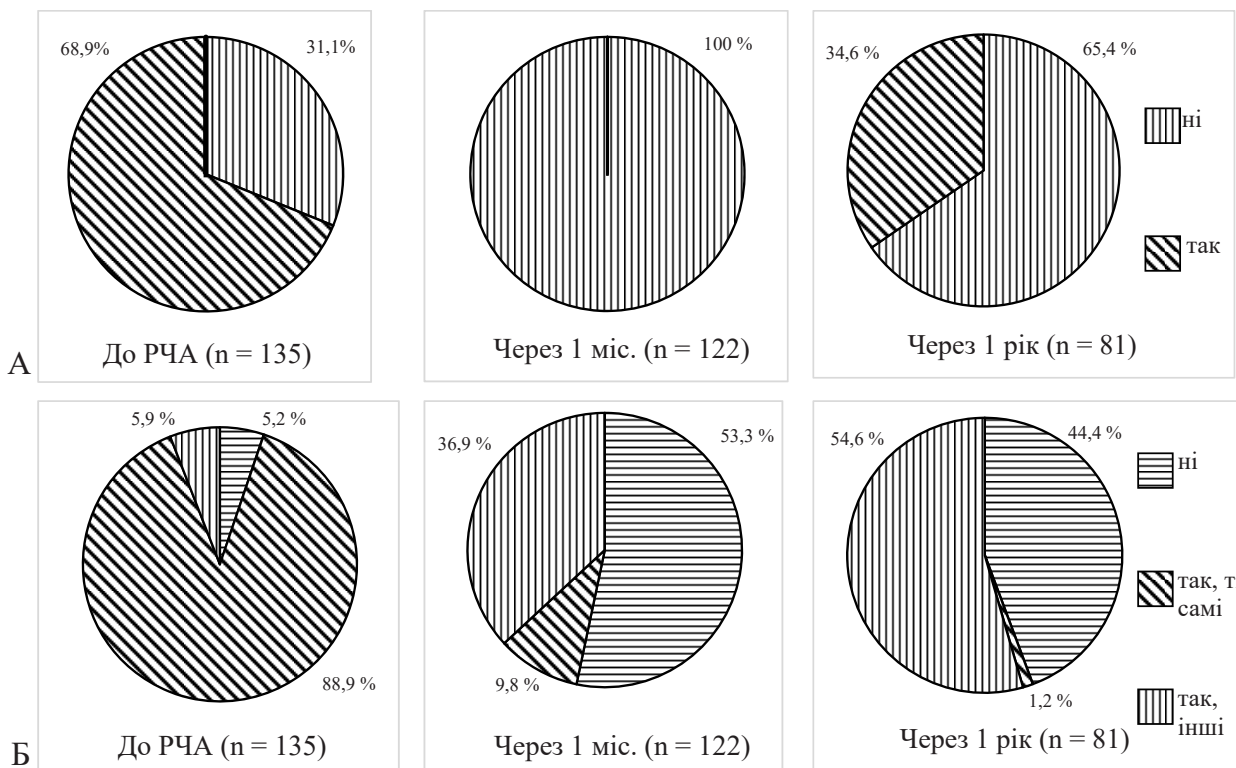 68,9%
31,1%
До РЧА (n = 135)
100 %
Через 1 міс. (n = 122)
34,6 %
65,4 %
Через 1 рік (n = 81)
ні
так
А
5,9 %
5,2 %
88,9 %
До РЧА (n = 135)
36,9 %
53,3 %
9,8 %
Через 1 міс. (n = 122)
54,6 %
44,4 %
1,2 %
Через 1 рік (n = 81)
ні
так, т
самі
так,
інші
Б